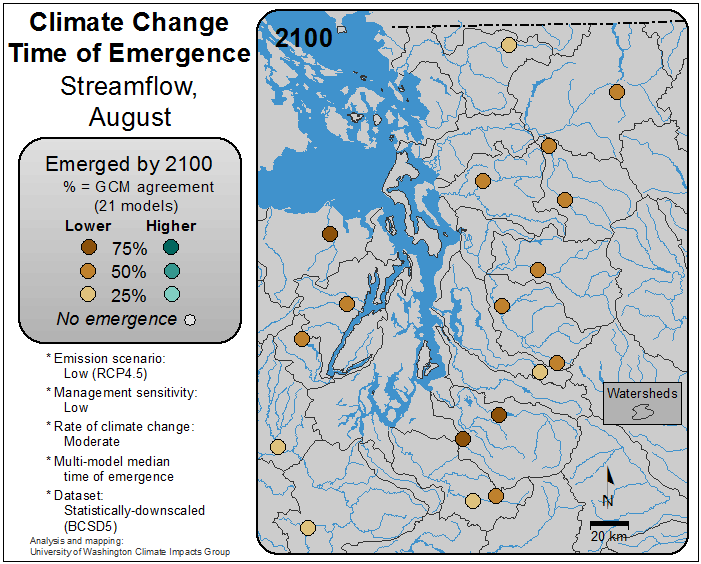 Climate Change
Time of Emergence
Streamflow,
August
Emerged by 2100
% = GCM agreement
(21 models)
Lower Higher
75%
50%
25%
No emergence
* Emission scenario:
Low (RCP4.5)
* Management sensitivity:
Low
* Rate of climate change:
Moderate
* Multi-model median
time of emergence
* Dataset:
Statistically-downscaled
(BCSD5)
Analysis and mapping:
University of Washington Climate Impacts Group
2100
Watersheds
N
20 km